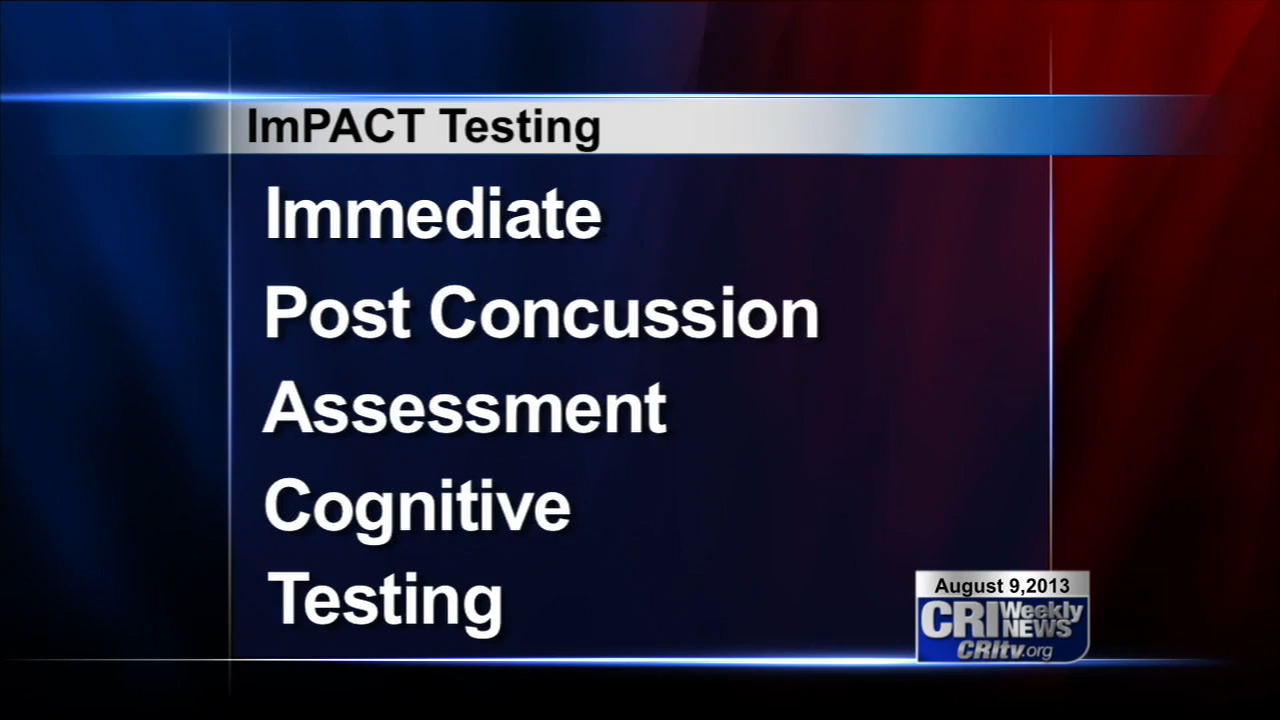 ImPACT Testing
Immediate
Post Concussion
Assessment
Cognitive
Testing
August 9,2013
CRI Weekly NEWS
CRItv.org